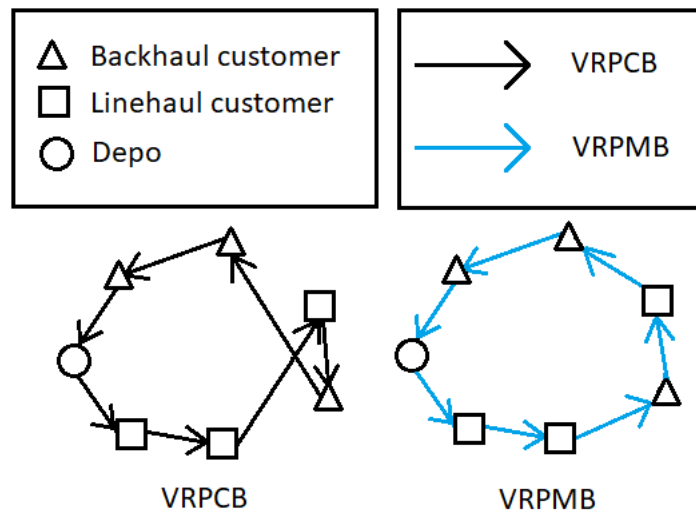 Backhaul customer
Linehaul customer
Depo
VRPCB
VRPMB
VRPCB
VRPMB